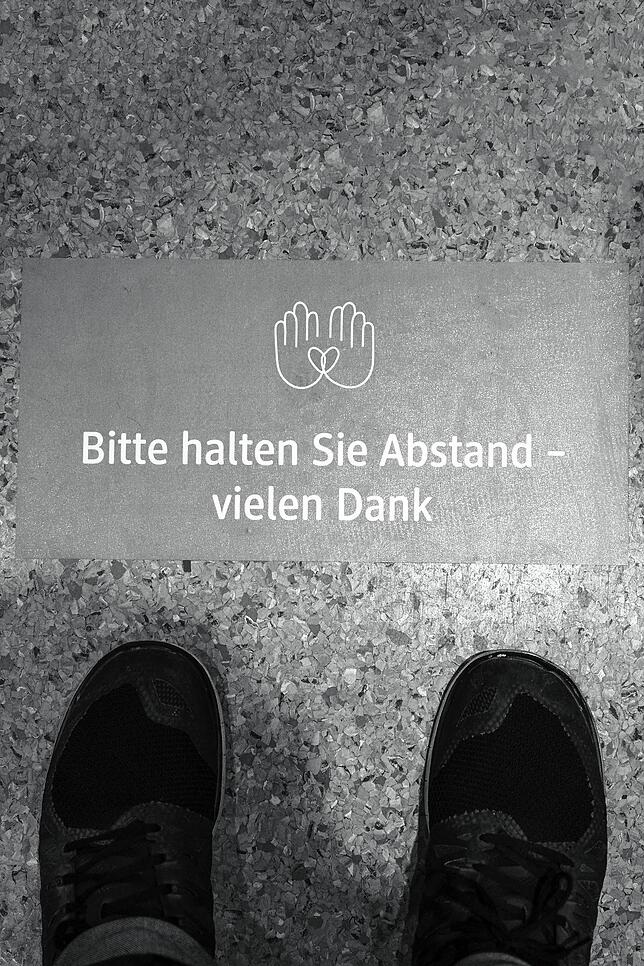 Bitte halten Sie Abstand –
vielen Dank